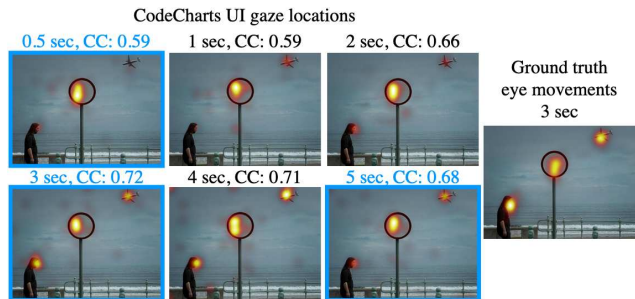 CodeCharts UI gaze locations
0.5 sec, CC: 0.59
1 sec, CC: 0.59
2 sec, CC: 0.66
3 sec, CC: 0.72
4 sec, CC: 0.71
5 sec, CC: 0.68
Ground truth
eye movements
3 sec